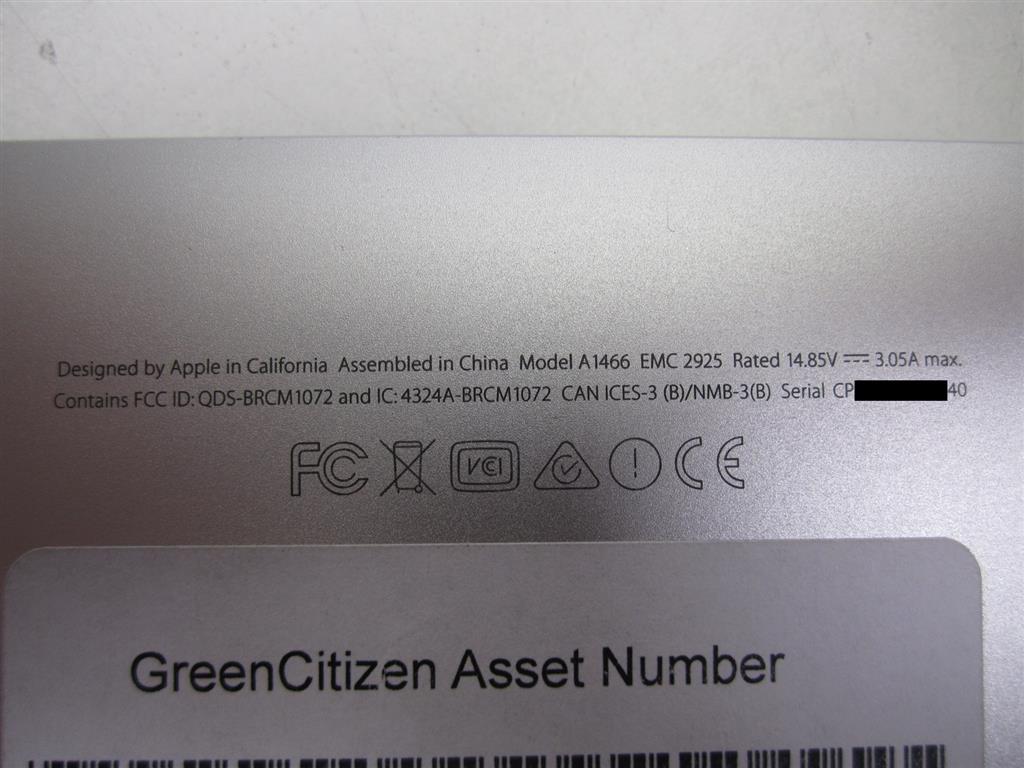 Designed by Apple in California Assembled in China Model A1466 EMC 2925 Rated 14.85V ⎓ 3.05A max.
Contains FCC ID: QDS-BRCM1072 and IC: 4324A-BRCM1072 CAN ICES-3 (B)/NMB-3(B) Serial CP 40
FC VCI CE
GreenCitizen Asset Number